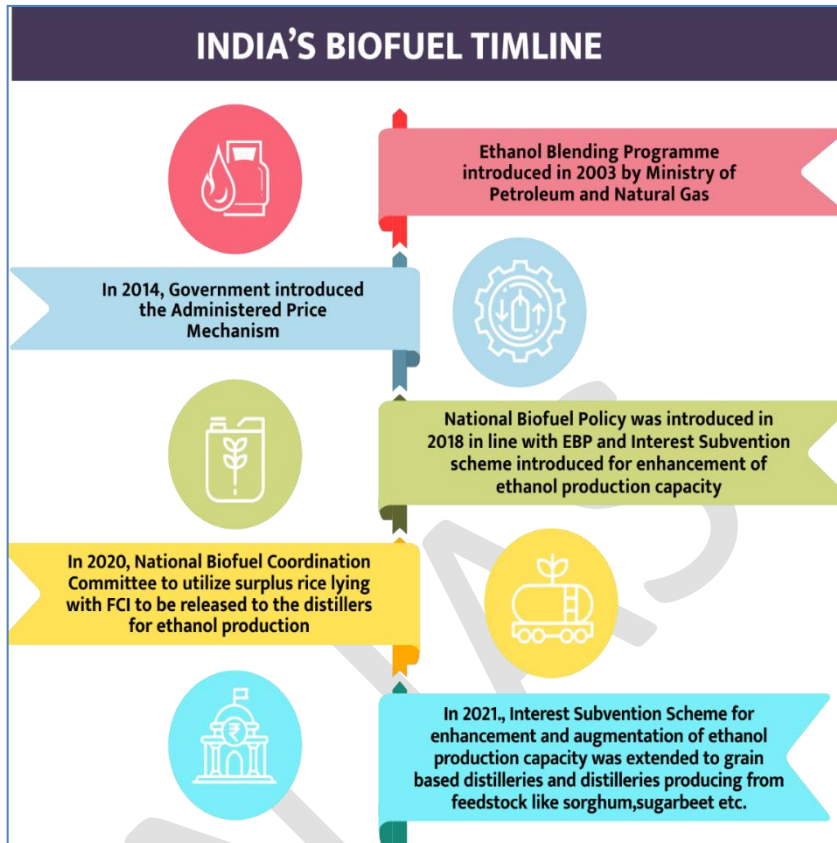 INDIA'S BIOFUEL TIMLINE
Ethanol Blending Programme
introduced in 2003 by Ministry of
Petroleum and Natural Gas
In 2014, Government introduced
the Administered Price
Mechanism
National Biofuel Policy was introduced in
2018 in line with EBP and Interest Subvention
scheme introduced for enhancement of
ethanol production capacity
In 2020, National Biofuel Coordination
Committee to utilize surplus rice lying
with FCI to be released to the distillers
for ethanol production
₹
In 2021., Interest Subvention Scheme for
enhancement and augmentation of ethanol
production capacity was extended to grain
based distilleries and distilleries producing from
feedstock like sorghum,sugarbeet etc.